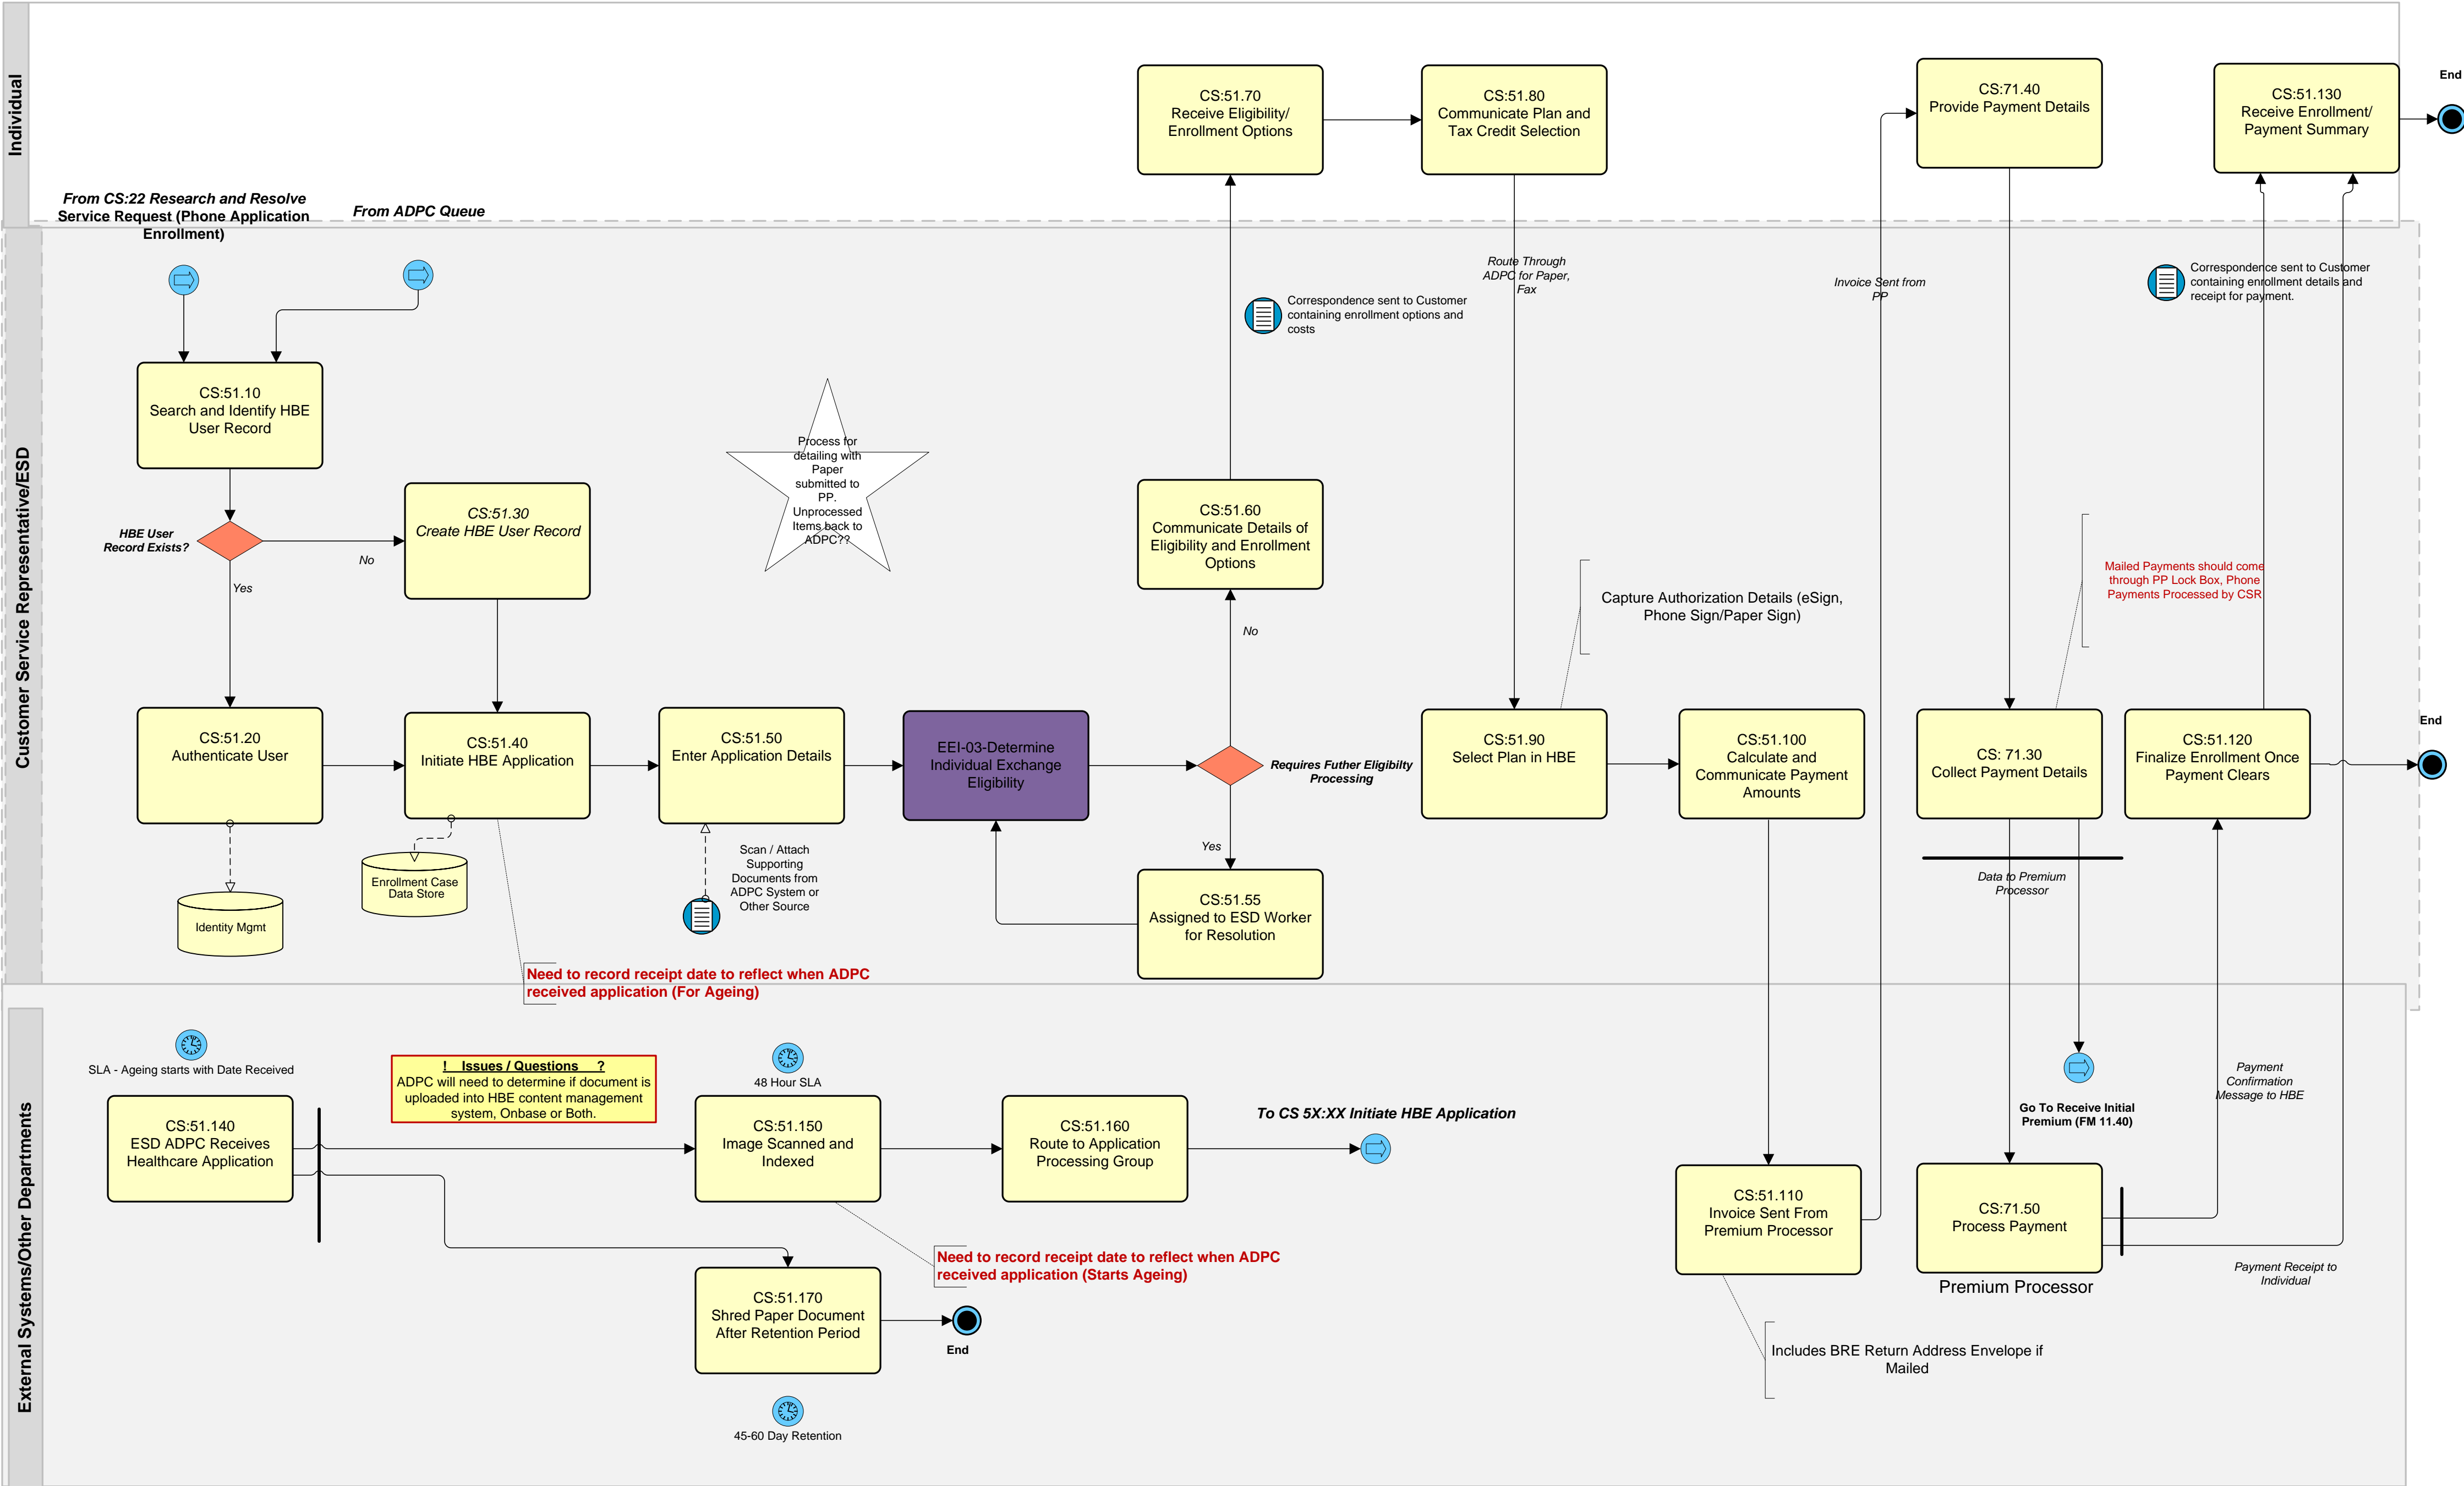 Individual
CS:51.70
Receive Eligibility/
Enrollment Options
CS:51.80
Communicate Plan and
Tax Credit Selection
CS:71.40
Provide Payment Details
CS:51.130
Receive Enrollment/
Payment Summary
End
From CS:22 Research and Resolve
Service Request (Phone Application
Enrollment)
From ADPC Queue
Customer Service Representative/ESD
Route Through
ADPC for Paper,
Fax
Invoice Sent from
PP
Correspondence sent to Customer
containing enrollment details and
receipt for payment.
Correspondence sent to Customer
containing enrollment options and
costs
CS:51.10
Search and Identify HBE
User Record
Process for
detailing with
Paper
submitted to
PP.
Unprocessed
Items back to
ADPC??
HBE User
Record Exists?
No
Yes
CS:51.30
Create HBE User Record
CS:51.60
Communicate Details of
Eligibility and Enrollment
Options
No
Capture Authorization Details (eSign,
Phone Sign/Paper Sign)
Mailed Payments should come
through PP Lock Box, Phone
Payments Processed by CSR
CS:51.20
Authenticate User
CS:51.40
Initiate HBE Application
CS:51.50
Enter Application Details
EEI-03-Determine
Individual Exchange
Eligibility
Requires Futher Eligibilty
Processing
CS:51.90
Select Plan in HBE
CS:51.100
Calculate and
Communicate Payment
Amounts
CS: 71.30
Collect Payment Details
CS:51.120
Finalize Enrollment Once
Payment Clears
End
Yes
Identity Mgmt
Enrollment Case
Data Store
Scan / Attach
Supporting
Documents from
ADPC System or
Other Source
CS:51.55
Assigned to ESD Worker
for Resolution
Data to Premium
Processor
Need to record receipt date to reflect when ADPC
received application (For Ageing)
External Systems/Other Departments
SLA - Ageing starts with Date Received
! Issues / Questions ?
ADPC will need to determine if document is
uploaded into HBE content management
system, Onbase or Both.
48 Hour SLA
CS:51.140
ESD ADPC Receives
Healthcare Application
CS:51.150
Image Scanned and
Indexed
CS:51.160
Route to Application
Processing Group
To CS 5X:XX Initiate HBE Application
Go To Receive Initial
Premium (FM 11.40)
Payment
Confirmation
Message to HBE
CS:51.110
Invoice Sent From
Premium Processor
CS:71.50
Process Payment
Premium Processor
Payment Receipt to
Individual
Need to record receipt date to reflect when ADPC
received application (Starts Ageing)
CS:51.170
Shred Paper Document
After Retention Period
End
Includes BRE Return Address Envelope if
Mailed
45-60 Day Retention